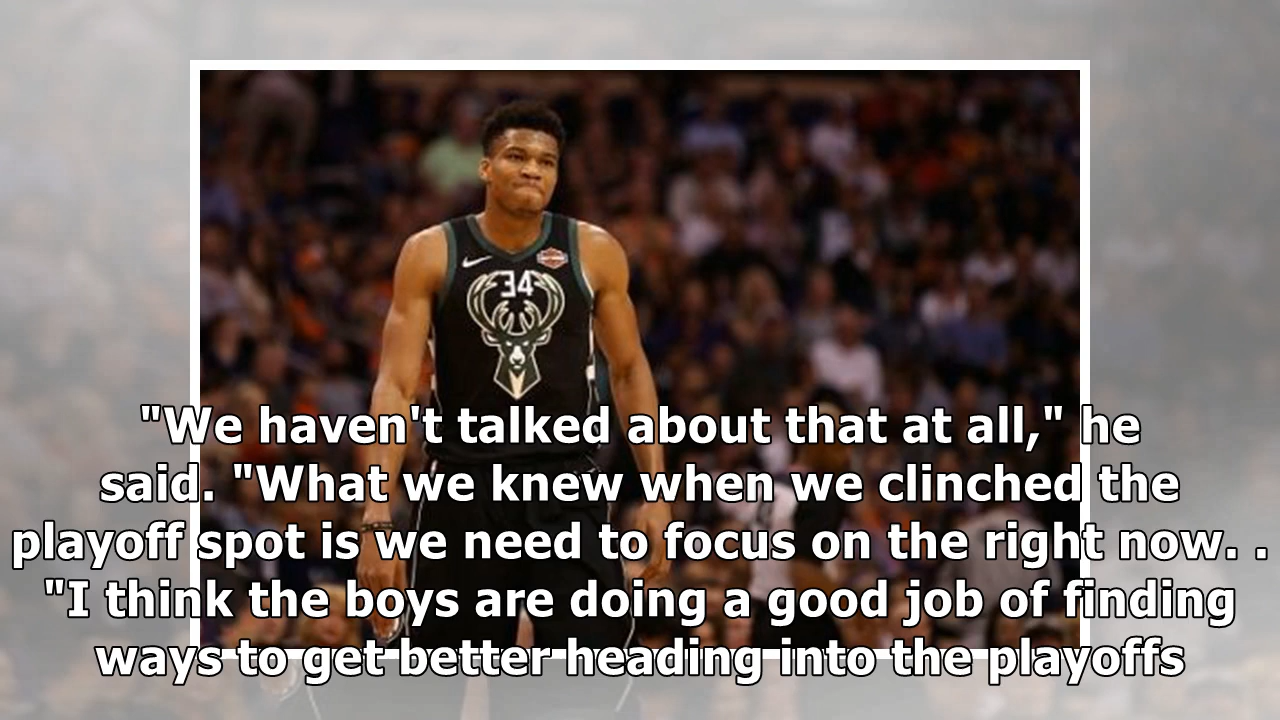 34
"We haven't talked about that at all," he
said. "What we knew when we clinched the
playoff spot is we need to focus on the right now. .
"I think the boys are doing a good job of finding
ways to get better heading into the playoffs